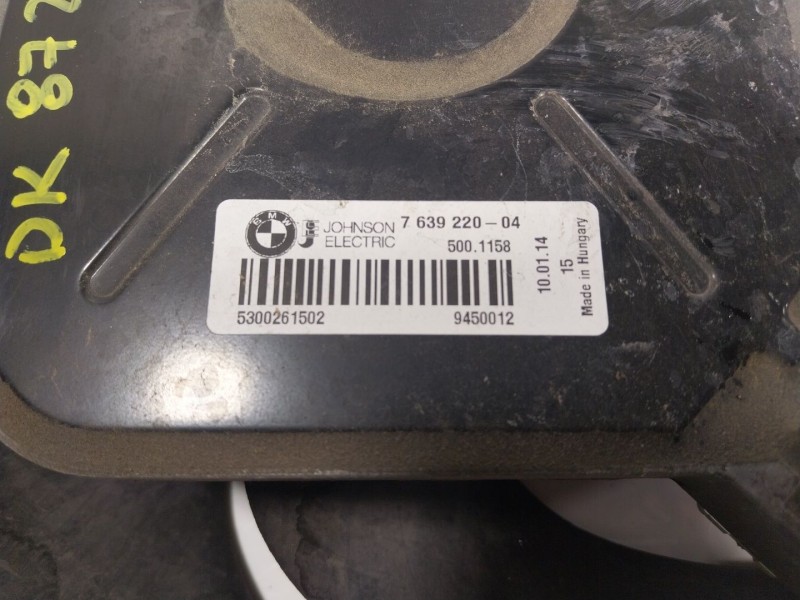 DK 872
BMW
JOHNSON
ELECTRIC
7 639 220-04
500.1158
5300261502
9450012
10.01.14
15
Made in Hungary